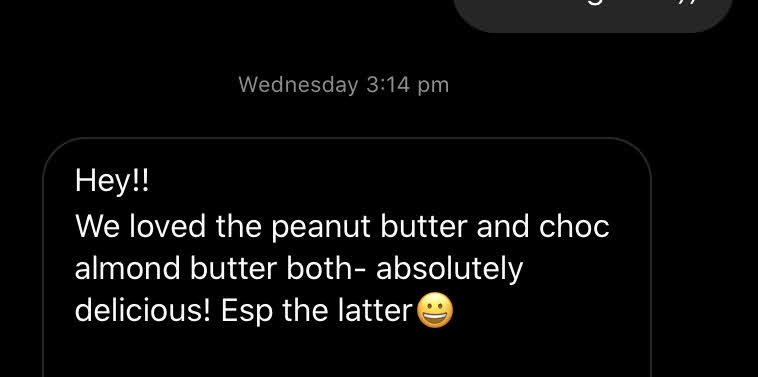 Wednesday 3:14 pm
Hey!!
We loved the peanut butter and choc
almond butter both- absolutely
delicious! Esp the latter😀